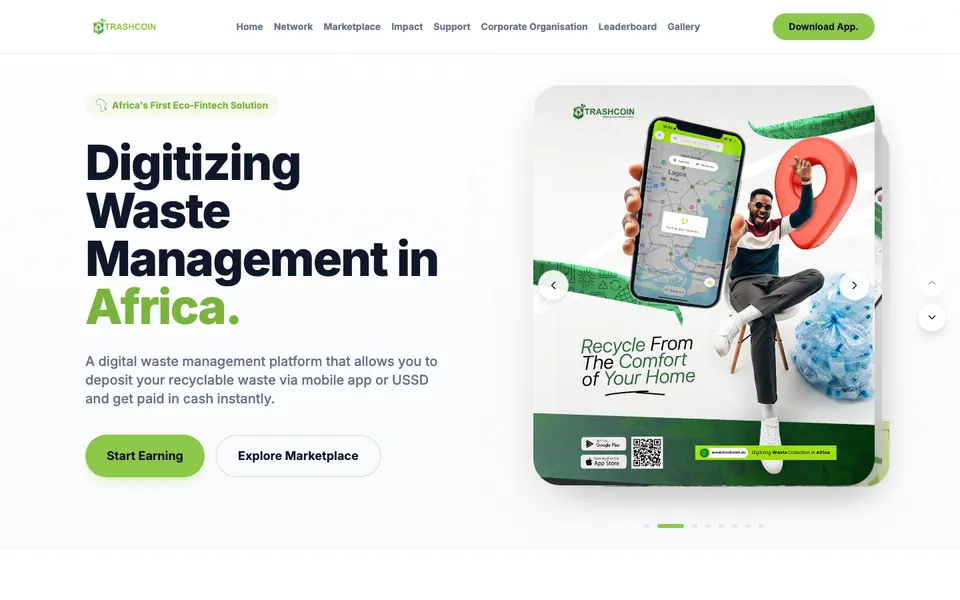 TRASHCOIN
Home
Network
Marketplace
Impact
Support
Corporate Organisation
Leaderboard
Gallery
Download App.
Africa's First Eco-Fintech Solution
Digitizing
Waste
Management in
Africa.
A digital waste management platform that allows you to
deposit your recyclable waste via mobile app or USSD
and get paid in cash instantly.
Start Earning
Explore Marketplace
TRASHCOIN
Lagos
Recycle From
The Comfort
of Your Home
Google Play
App Store
Digitizing Waste Collection in Africa